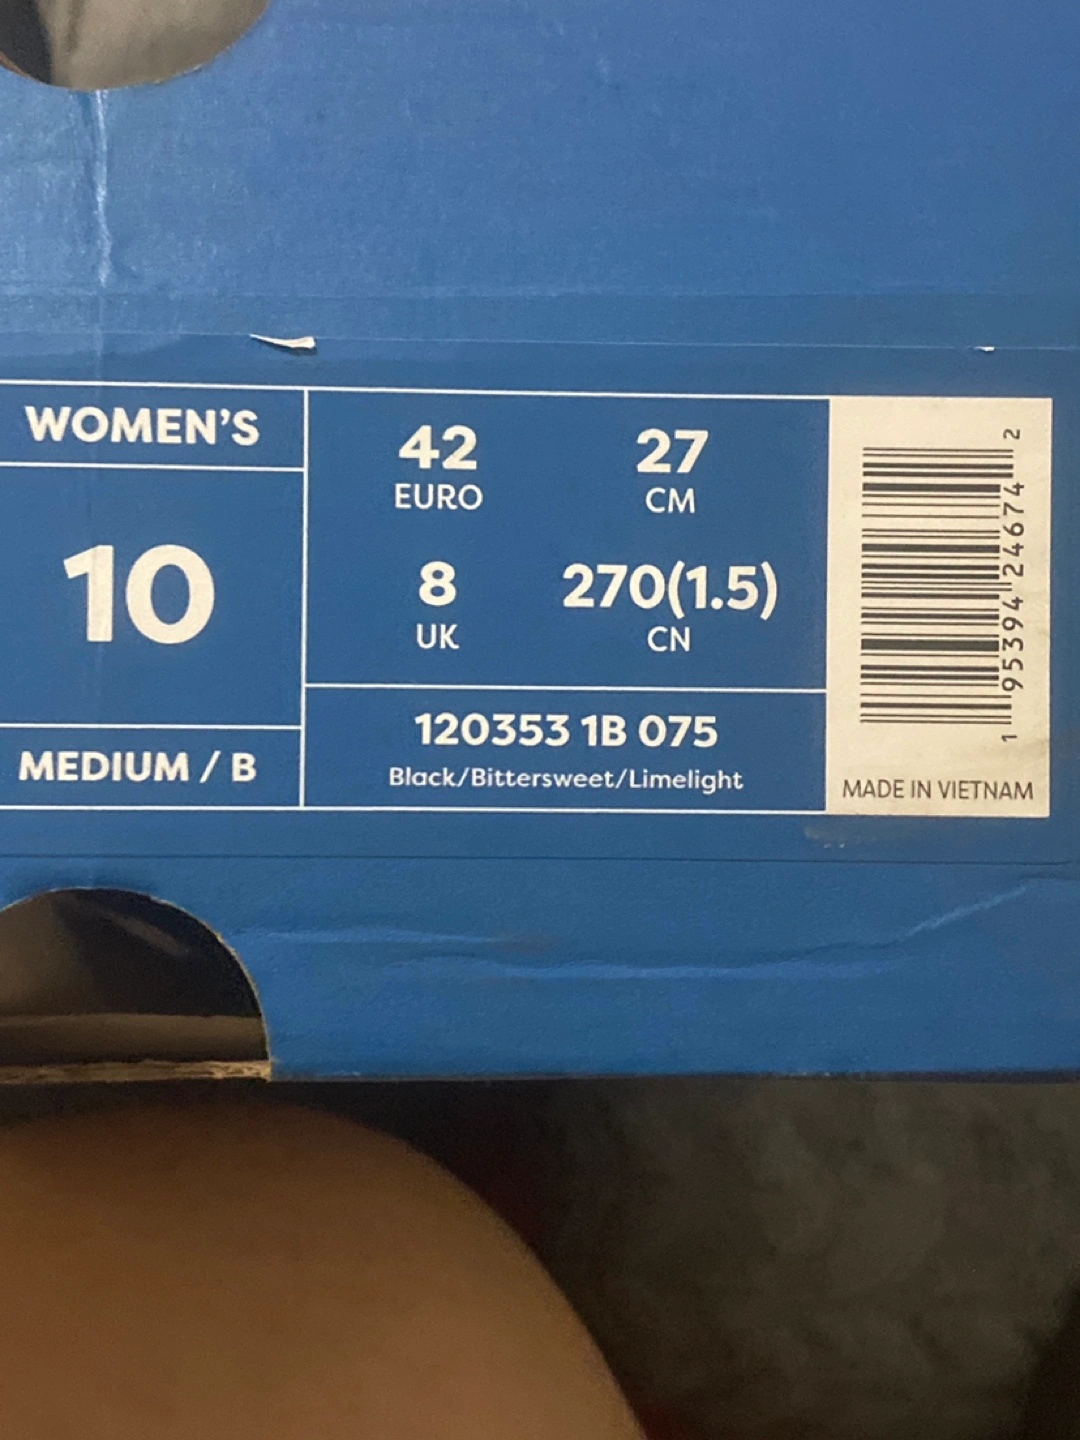 WOMEN'S
10
MEDIUM / B
42
EURO
27
CM
8
UK
270(1.5)
CN
120353 1B 075
Black/Bittersweet/Limelight
1 95394 24674 2
MADE IN VIETNAM